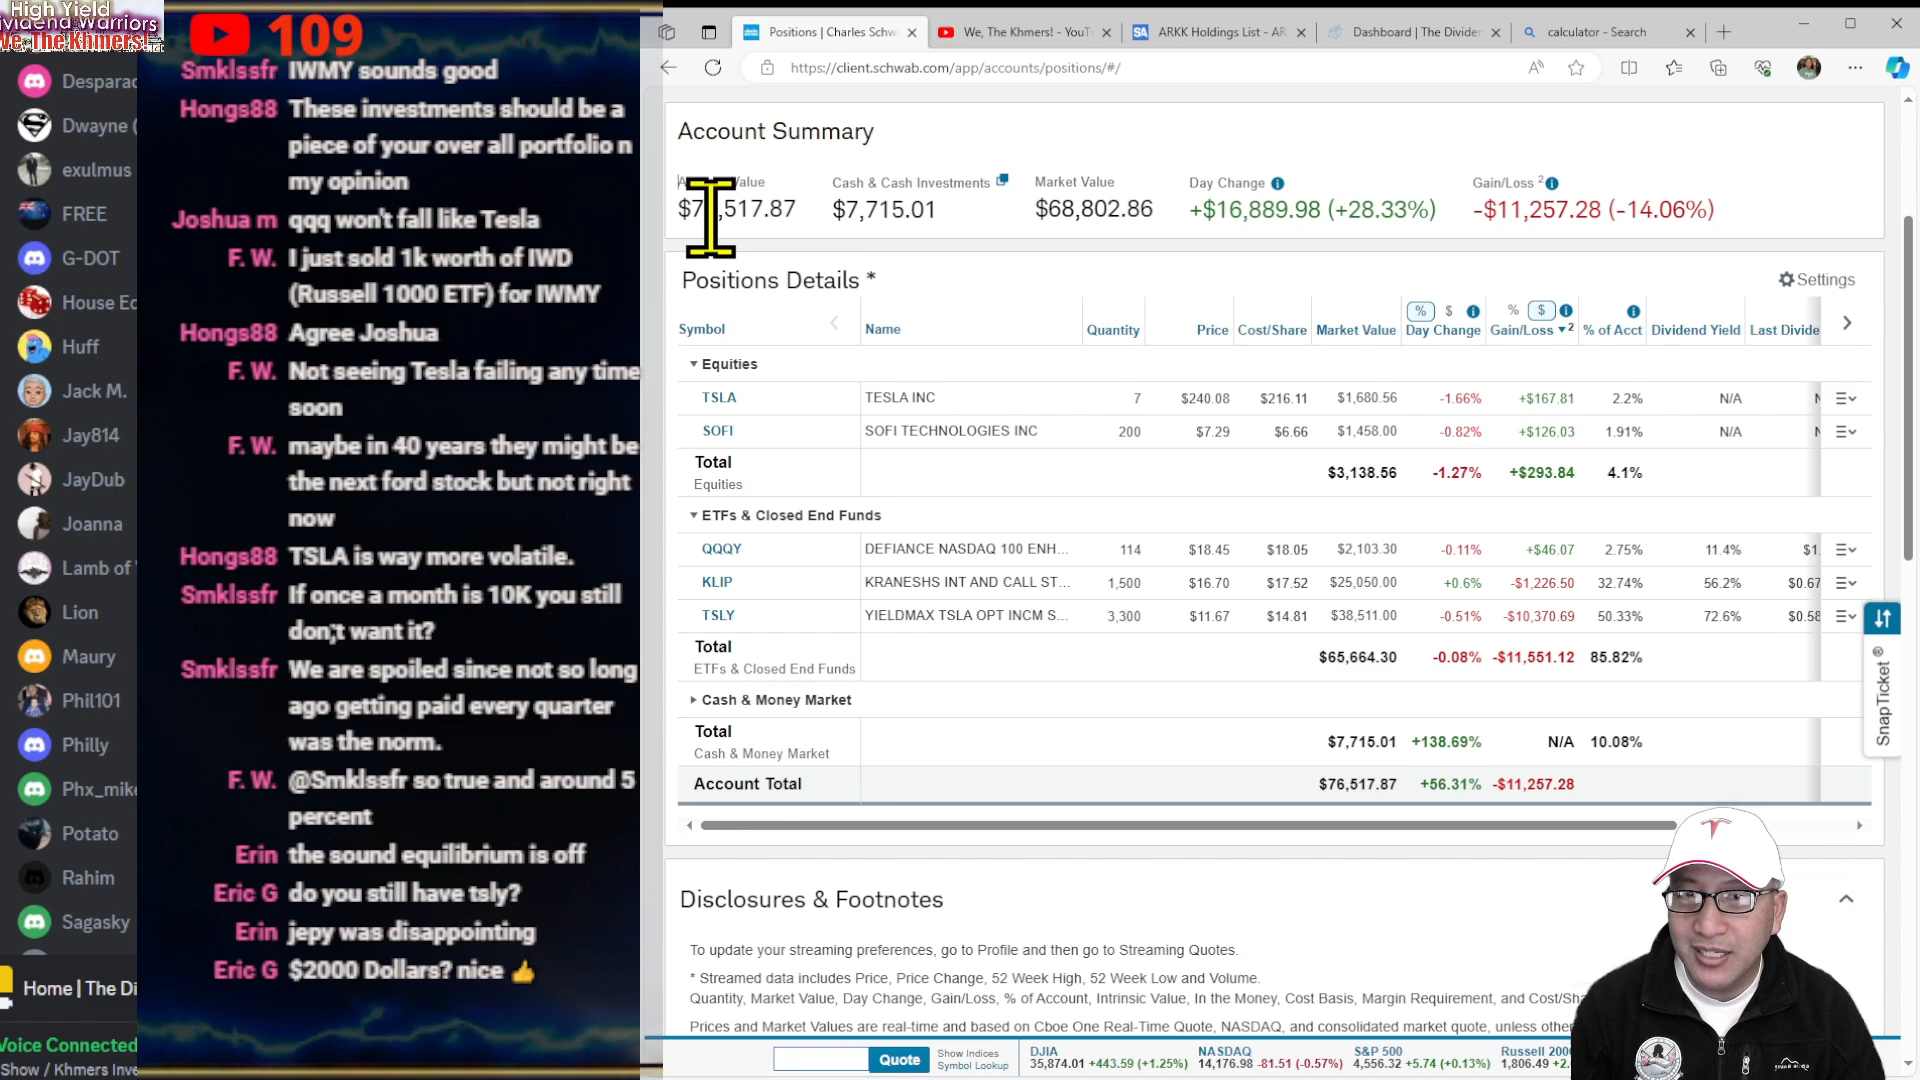 High Yield
Dividend Warriors
We, The Khmers!
109
Desparac
Dwayne (
exulmus
FREE
G-DOT
House Ec
Huff
Jack M.
Jay814
JayDub
Joanna
Lamb of
Lion
Maury
Phil101
Philly
Phx_mike
Potato
Rahim
Sagasky
Home | The Di
Voice Connected
Show / Khmers Inve
Smklssfr IWMY sounds good
Hongs88 These investments should be a
piece of your over all portfolio n
my opinion
Joshua m qqq won't fall like Tesla
F. W. I just sold 1k worth of IWD
(Russell 1000 ETF) for IWMY
Hongs88 Agree Joshua
F. W. Not seeing Tesla failing any time
soon
F. W. maybe in 40 years they might be
the next ford stock but not right
now
Hongs88 TSLA is way more volatile.
Smklssfr If once a month is 10K you still
don;t want it?
Smklssfr We are spoiled since not so long
ago getting paid every quarter
was the norm.
F. W. @Smklssfr so true and around 5
percent
Erin the sound equilibrium is off
Eric G do you still have tsly?
Erin jepy was disappointing
Eric G $2000 Dollars? nice 👍
Positions | Charles Schw
We, The Khmers! - YouT
SA ARKK Holdings List - AR
Dashboard | The Divider
calculator - Search
https://client.schwab.com/app/accounts/positions/#/
Account Summary
Value Cash & Cash Investments Market Value Day Change Gain/Loss 2
,517.87 $7,715.01 $68,802.86 +$16,889.98 (+28.33%) -$11,257.28 (-14.06%)
Positions Details *
Settings
% $ % $
Symbol Name Quantity Price Cost/Share Market Value Day Change Gain/Loss 2 % of Acct Dividend Yield Last Divide
Equities
TSLA TESLA INC 7 $240.08 $216.11 $1,680.56 -1.66% +$167.81 2.2% N/A
SOFI SOFI TECHNOLOGIES INC 200 $7.29 $6.66 $1,458.00 -0.82% +$126.03 1.91% N/A
Total $3,138.56 -1.27% +$293.84 4.1%
Equities
ETFs & Closed End Funds
QQQY DEFIANCE NASDAQ 100 ENH... 114 $18.45 $18.05 $2,103.30 -0.11% +$46.07 2.75% 11.4% $1.
KLIP KRANESHS INT AND CALL ST... 1,500 $16.70 $17.52 $25,050.00 +0.6% -$1,226.50 32.74% 56.2% $0.67
TSLY YIELDMAX TSLA OPT INCM S... 3,300 $11.67 $14.81 $38,511.00 -0.51% -$10,370.69 50.33% 72.6% $0.58
Total $65,664.30 -0.08% -$11,551.12 85.82%
ETFs & Closed End Funds
Cash & Money Market
Total $7,715.01 +138.69% N/A 10.08%
Cash & Money Market
Account Total $76,517.87 +56.31% -$11,257.28
SnapTicket ®
Disclosures & Footnotes
To update your streaming preferences, go to Profile and then go to Streaming Quotes.
* Streamed data includes Price, Price Change, 52 Week High, 52 Week Low and Volume.
Quantity, Market Value, Day Change, Gain/Loss, % of Account, Intrinsic Value, In the Money, Cost Basis, Margin Requirement, and Cost/Sha
Prices and Market Values are real-time and based on Cboe One Real-Time Quote, NASDAQ, and consolidated market quote, unless other
Quote
Show Indices
Symbol Lookup
DJIA
35,874.01 +443.59 (+1.25%)
NASDAQ
14,176.98 -81.51 (-0.57%)
S&P 500
4,556.32 +5.74 (+0.13%)
Russell 200
1,806.49 +2.